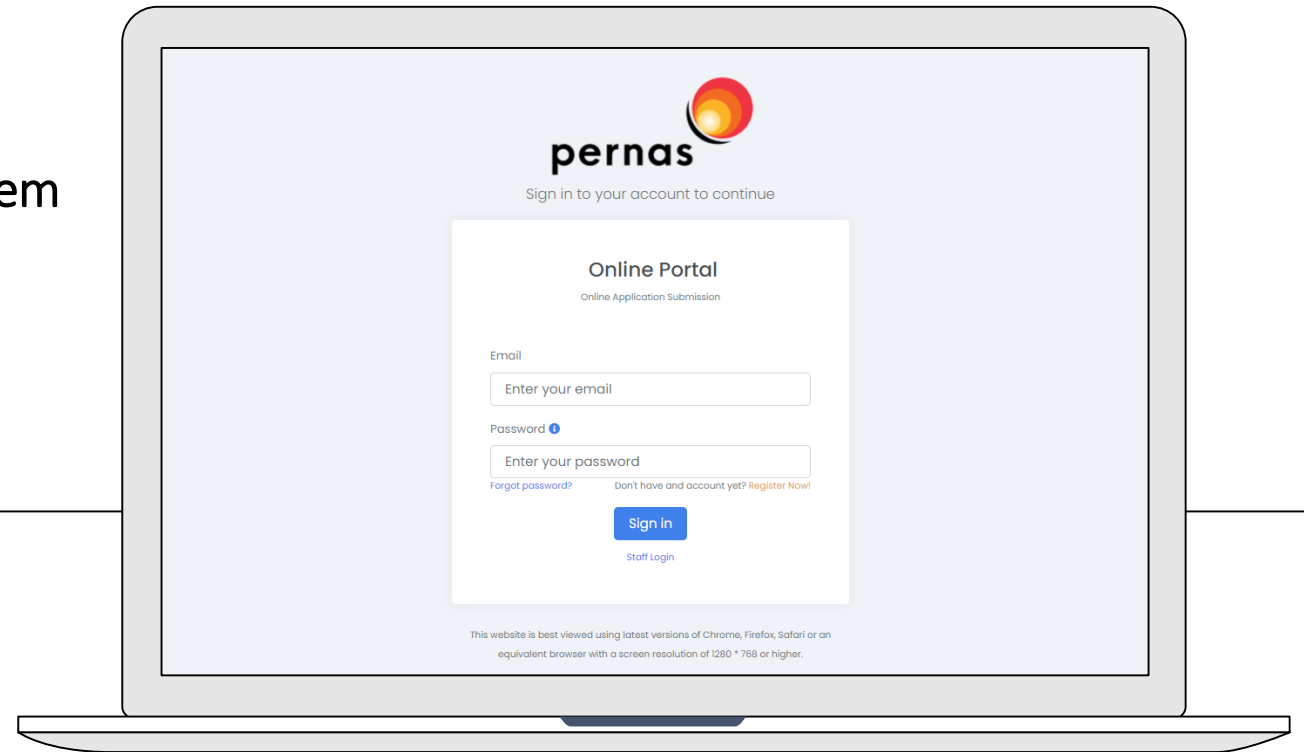 pernas
em
Sign in to your account to continue
Online Portal
Online Application Submission
Email
Enter your email
Password
Enter your password
Forgot password? Don't have and account yet? Register Now!
Sign in
Staff Login
This website is best viewed using latest versions of Chrome, Firefox, Safari or an
equivalent browser with a screen resolution of 1280 * 768 or higher.